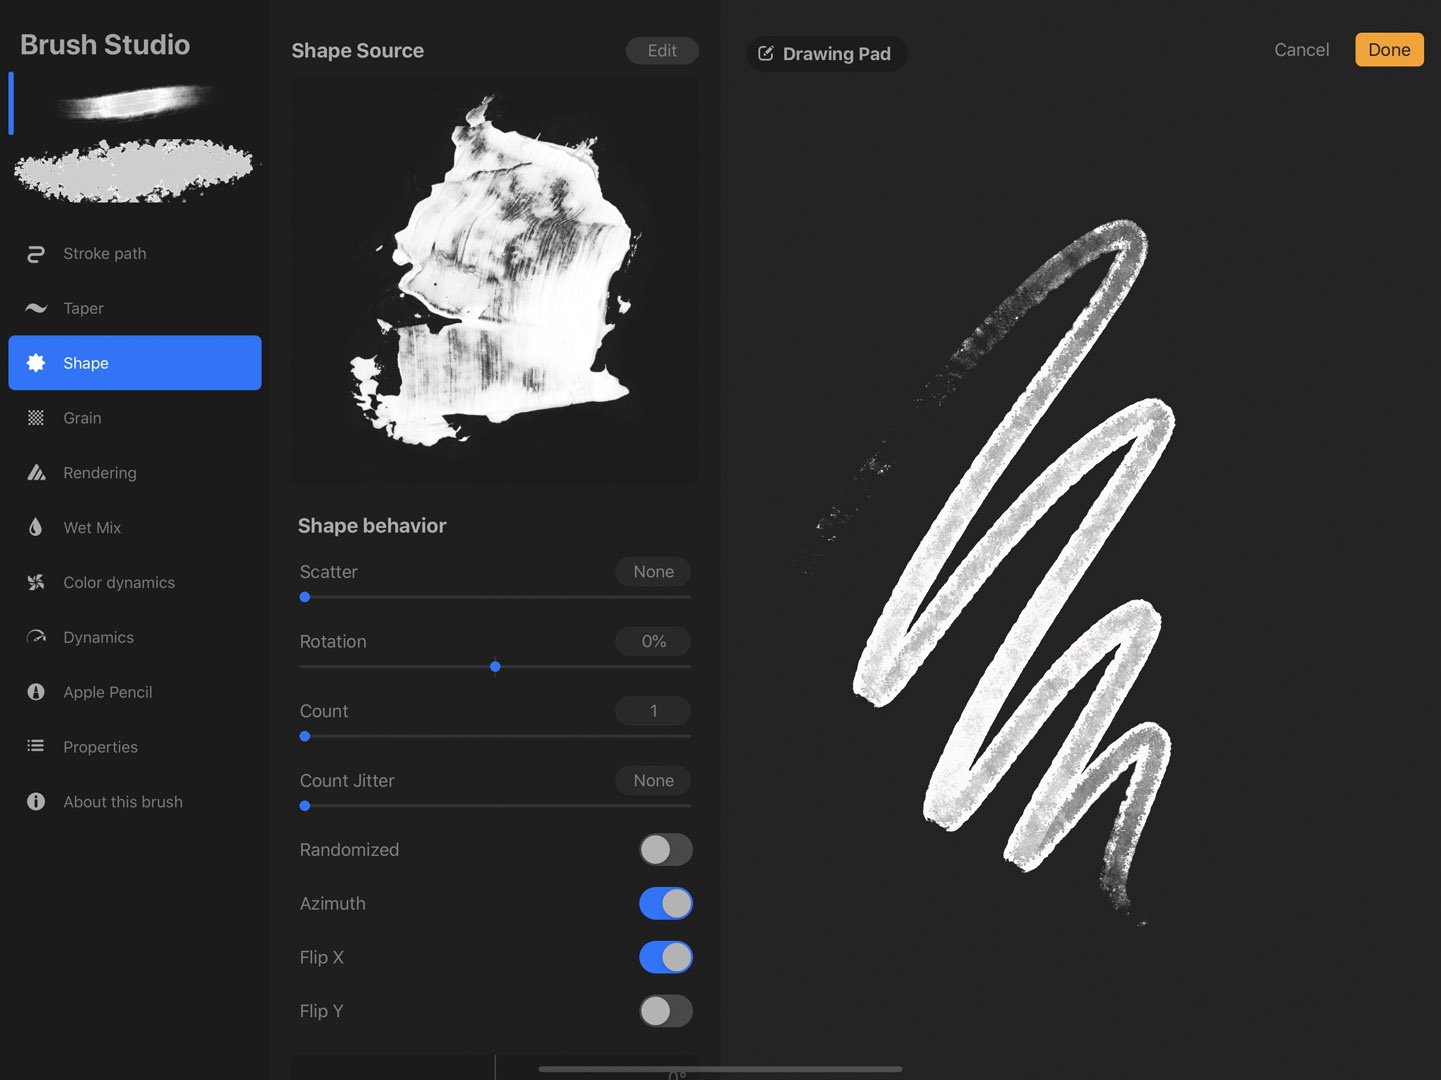 Brush Studio
Stroke path
Taper
Shape
Grain
Rendering
Wet Mix
Color dynamics
Dynamics
Apple Pencil
Properties
About this brush
Shape Source
Edit
Shape behavior
Scatter
None
Rotation
0%
Count
1
Count Jitter
None
Randomized
Azimuth
Flip X
Flip Y
0°
Drawing Pad
Cancel
Done